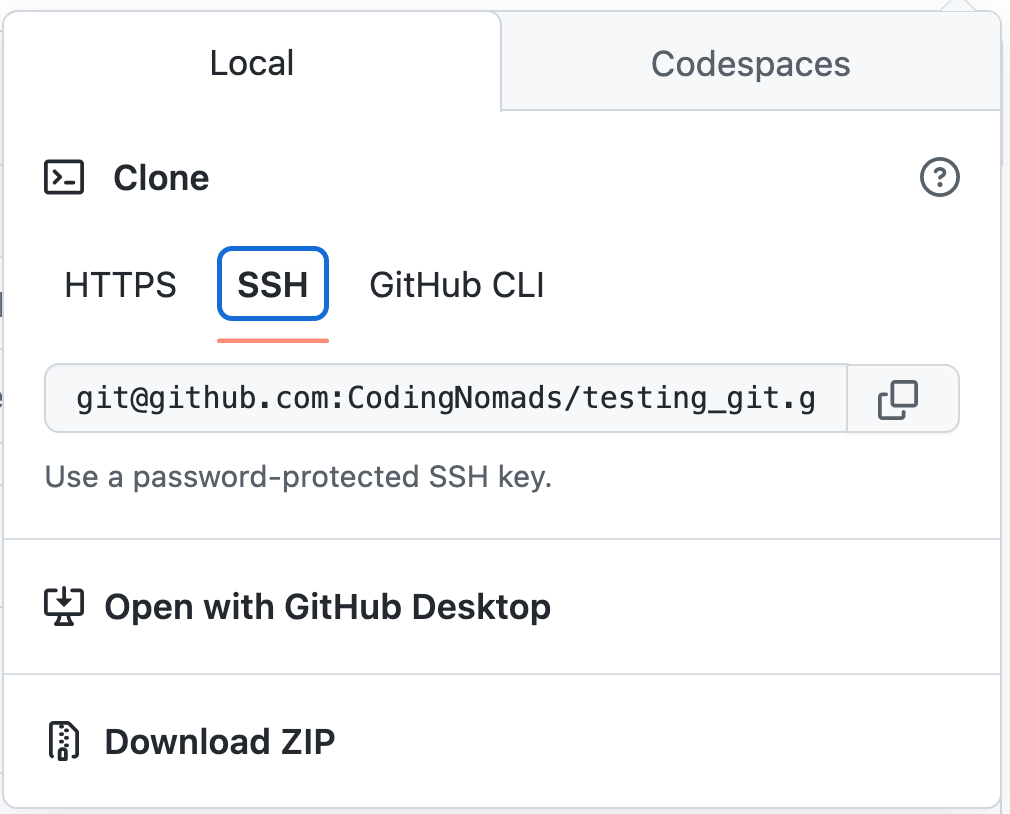 Local
Codespaces
Clone
HTTPS
SSH
GitHub CLI
git@github.com:CodingNomads/testing_git.g
Use a password-protected SSH key.
Open with GitHub Desktop
Download ZIP